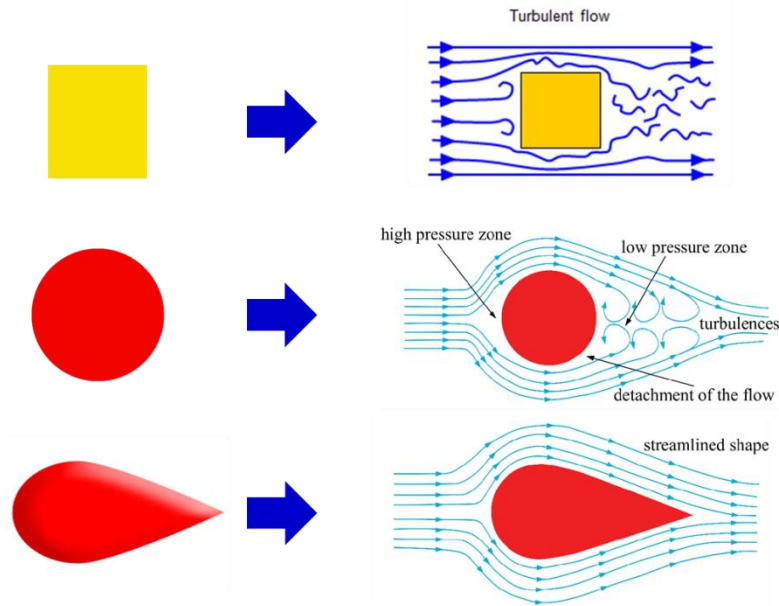 Turbulent flow
high pressure zone
low pressure zone
turbulences
detachment of the flow
streamlined shape